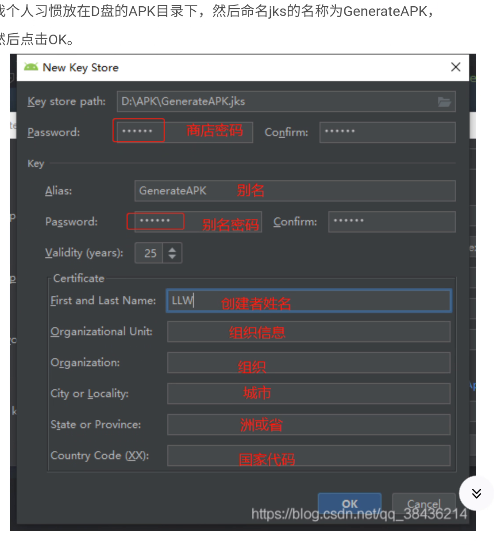 我个人习惯放在D盘的APK目录下，然后命名jks的名称为GenerateAPK，
然后点击OK。
New Key Store
Key store path: D:\APK\GenerateAPK.jks
Password: •••••• 商店密码 Confirm: ••••••
Key
Alias: GenerateAPK 别名
Password: •••••• 别名密码 Confirm: ••••••
Validity (years): 25
Certificate
First and Last Name: LLW 创建者姓名
Organizational Unit: 组织信息
Organization: 组织
City or Locality: 城市
State or Province: 洲或省
Country Code (XX): 国家代码
OK Cancel
https://blog.csdn.net/qq_38436214